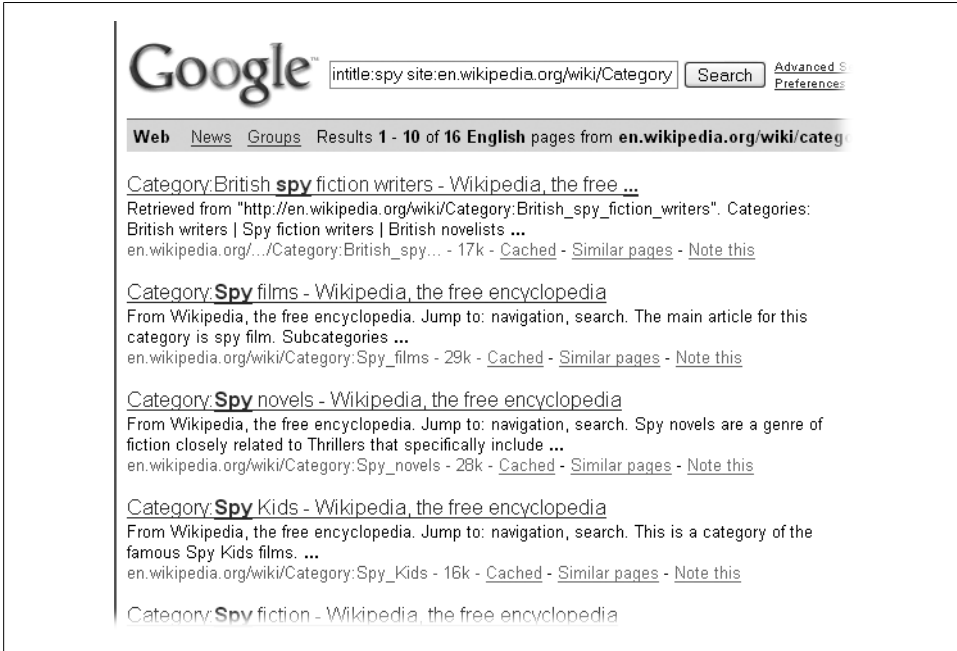 Google™ intitle:spy site:en.wikipedia.org/wiki/Category Search Advanced S
Preferences
Web News Groups Results 1 - 10 of 16 English pages from en.wikipedia.org/wiki/categ
Category:British spy fiction writers - Wikipedia, the free ...
Retrieved from "http://en.wikipedia.org/wiki/Category:British_spy_fiction_writers". Categories:
British writers | Spy fiction writers | British novelists ...
en.wikipedia.org/.../Category:British_spy... - 17k - Cached - Similar pages - Note this
Category:Spy films - Wikipedia, the free encyclopedia
From Wikipedia, the free encyclopedia. Jump to: navigation, search. The main article for this
category is spy film. Subcategories ...
en.wikipedia.org/wiki/Category:Spy_films - 29k - Cached - Similar pages - Note this
Category:Spy novels - Wikipedia, the free encyclopedia
From Wikipedia, the free encyclopedia. Jump to: navigation, search. Spy novels are a genre of
fiction closely related to Thrillers that specifically include ...
en.wikipedia.org/wiki/Category:Spy_novels - 28k - Cached - Similar pages - Note this
Category:Spy Kids - Wikipedia, the free encyclopedia
From Wikipedia, the free encyclopedia. Jump to: navigation, search. This is a category of the
famous Spy Kids films. ...
en.wikipedia.org/wiki/Category:Spy_Kids - 16k - Cached - Similar pages - Note this
Category:Spy fiction - Wikipedia, the free encyclopedia